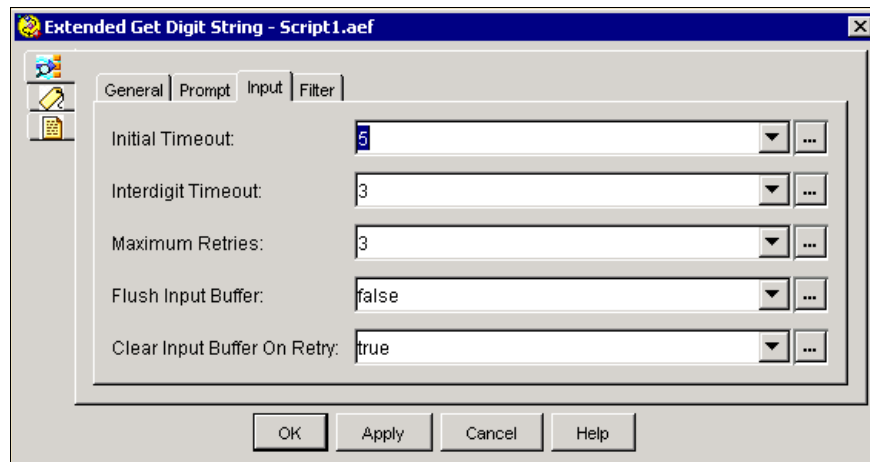 Extended Get Digit String - Script1.aef
General Prompt Input Filter
Initial Timeout: 5 ...
Interdigit Timeout: 3 ...
Maximum Retries: 3 ...
Flush Input Buffer: false ...
Clear Input Buffer On Retry: true ...
OK Apply Cancel Help